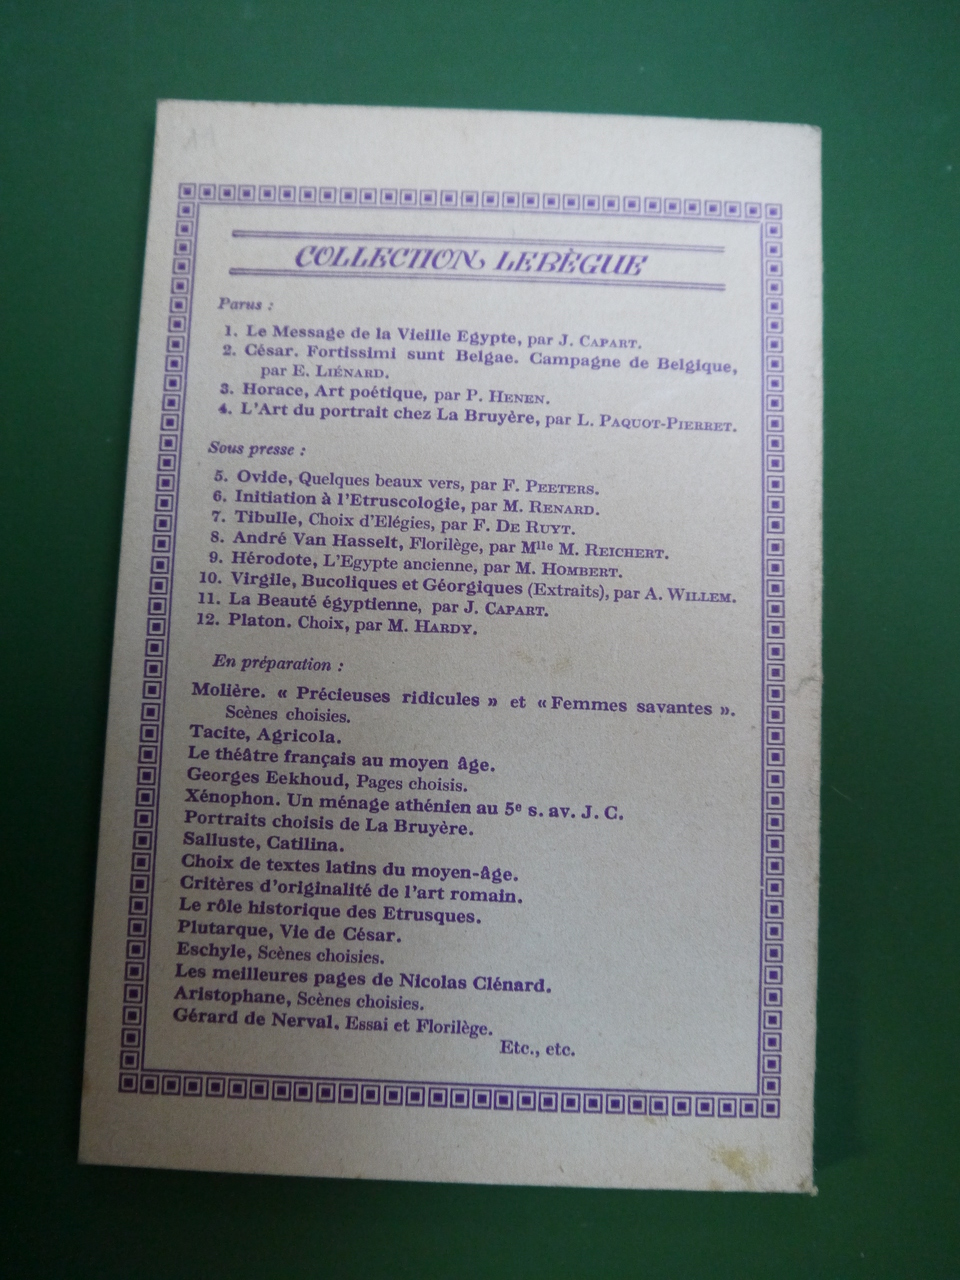 COLLECTION LEBÈGUE
Parus :
1. Le Message de la Vieille Egypte, par J. CAPART.
2. César. Fortissimi sunt Belgae. Campagne de Belgique,
par E. LIÉNARD.
3. Horace, Art poétique, par P. HENEN.
4. L'Art du portrait chez La Bruyère, par L. PAQUOT-PIERRET.
Sous presse :
5. Ovide, Quelques beaux vers, par F. PEETERS.
6. Initiation à l'Etruscologie, par M. RENARD.
7. Tibulle, Choix d'Elégies, par F. DE RUYT.
8. André Van Hasselt, Florilège, par Mlle M. REICHERT.
9. Hérodote, L'Egypte ancienne, par M. HOMBERT.
10. Virgile, Bucoliques et Géorgiques (Extraits), par A. WILLEM.
11. La Beauté égyptienne, par J. CAPART.
12. Platon. Choix, par M. HARDY.
En préparation :
Molière. « Précieuses ridicules » et « Femmes savantes ».
Scènes choisies.
Tacite, Agricola.
Le théâtre français au moyen âge.
Georges Eekhoud, Pages choisis.
Xénophon. Un ménage athénien au 5e s. av. J. C.
Portraits choisis de La Bruyère.
Salluste, Catilina.
Choix de textes latins du moyen-âge.
Critères d'originalité de l'art romain.
Le rôle historique des Etrusques.
Plutarque, Vie de César.
Eschyle, Scènes choisies.
Les meilleures pages de Nicolas Clénard.
Aristophane, Scènes choisies.
Gérard de Nerval. Essai et Florilège.
Etc., etc.